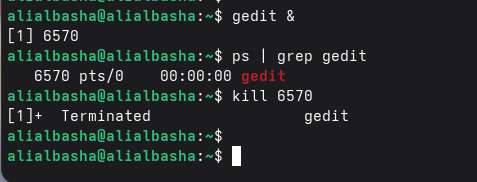 alialbasha@alialbasha:~$ gedit &
[1] 6570
alialbasha@alialbasha:~$ ps | grep gedit
   6570 pts/0    00:00:00 gedit
alialbasha@alialbasha:~$ kill 6570
[1]+  Terminated                 gedit
alialbasha@alialbasha:~$
alialbasha@alialbasha:~$